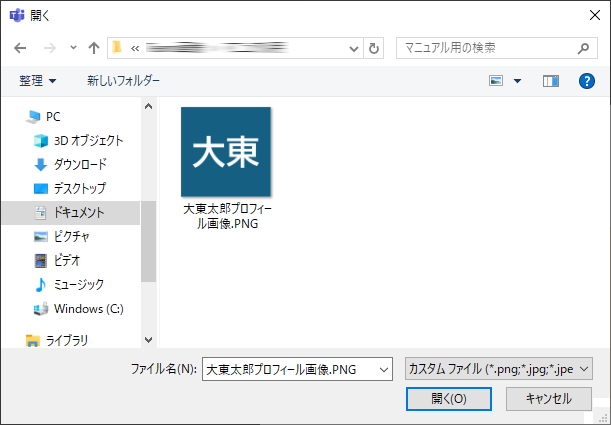 開く
«
マニュアル用の検索
整理
新しいフォルダー
?
PC
3D オブジェクト
ダウンロード
デスクトップ
ドキュメント
ピクチャ
ビデオ
ミュージック
Windows (C:)
ライブラリ
大東
大東太郎プロフィー
ル画像.PNG
ファイル名(N):
大東太郎プロフィール画像.PNG
カスタム ファイル (*.png;*.jpg;*.jpe
開く(O)
キャンセル